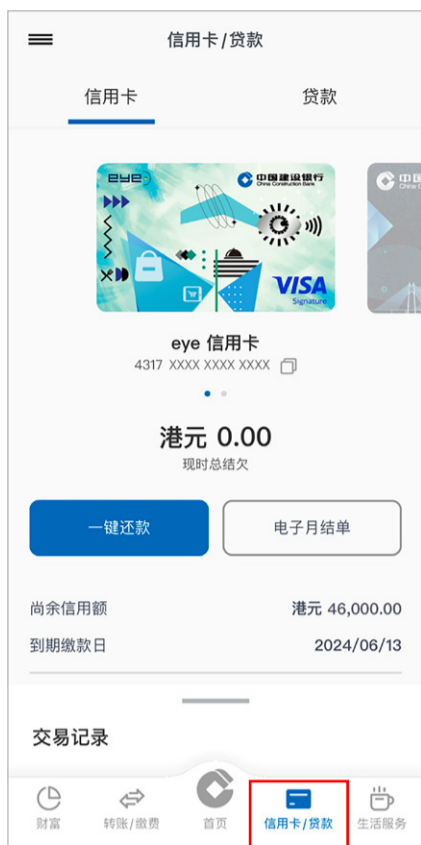 信用卡/贷款
信用卡
贷款
eye
中国建设银行
China Construction Bank
VISA
Signature
eye 信用卡
4317 XXXX XXXX XXXX
港元 0.00
现时总结欠
一键还款
电子月结单
尚余信用额
港元 46,000.00
到期缴款日
2024/06/13
交易记录
财富
转账/缴费
首页
信用卡/贷款
生活服务